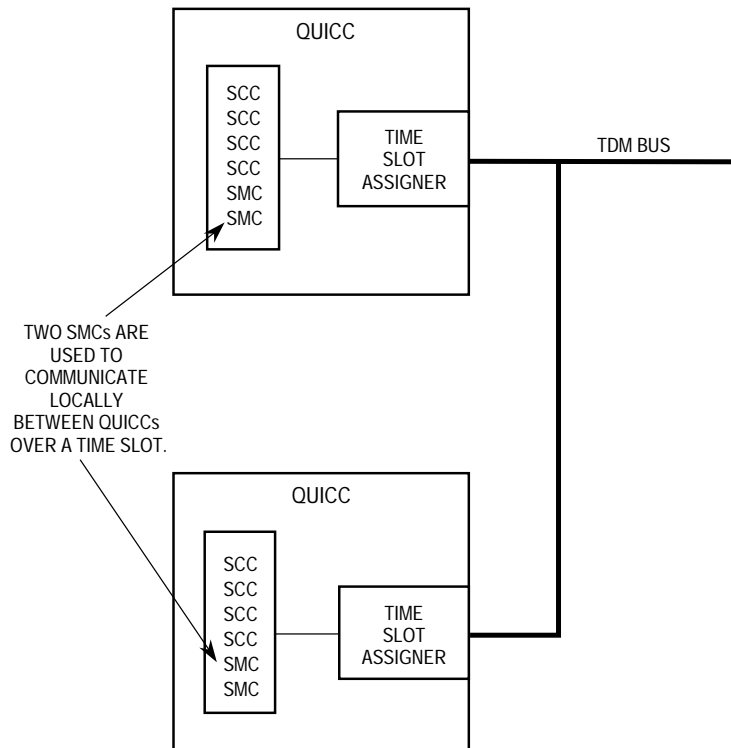 QUICC
SCC
SCC
SCC
SCC
SMC
SMC
TIME
SLOT
ASSIGNER
TDM BUS
TWO SMCs ARE
USED TO
COMMUNICATE
LOCALLY
BETWEEN QUICCs
OVER A TIME SLOT.
QUICC
SCC
SCC
SCC
SCC
SMC
SMC
TIME
SLOT
ASSIGNER